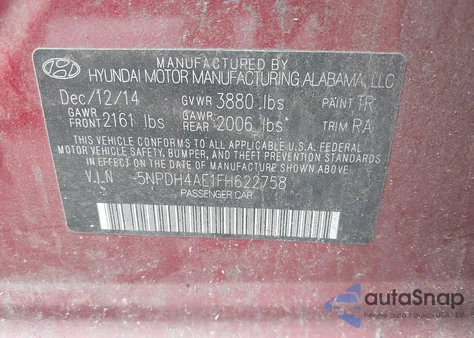 MANUFACTURED BY
HYUNDAI MOTOR MANUFACTURING ALABAMA, LLC
Dec/12/14 GVWR 3880 lbs PAINT TR
GAWR FRONT 2161 lbs GAWR REAR 2006 lbs TRIM RA
THIS VEHICLE CONFORMS TO ALL APPLICABLE U.S.A. FEDERAL
MOTOR VEHICLE SAFETY, BUMPER, AND THEFT PREVENTION
STANDARDS IN EFFECT ON THE DATE OF MANUFACTURE SHOWN ABOVE
V.I.N 5NPDH4AE1FH622758
PASSENGER CAR
autoSnap